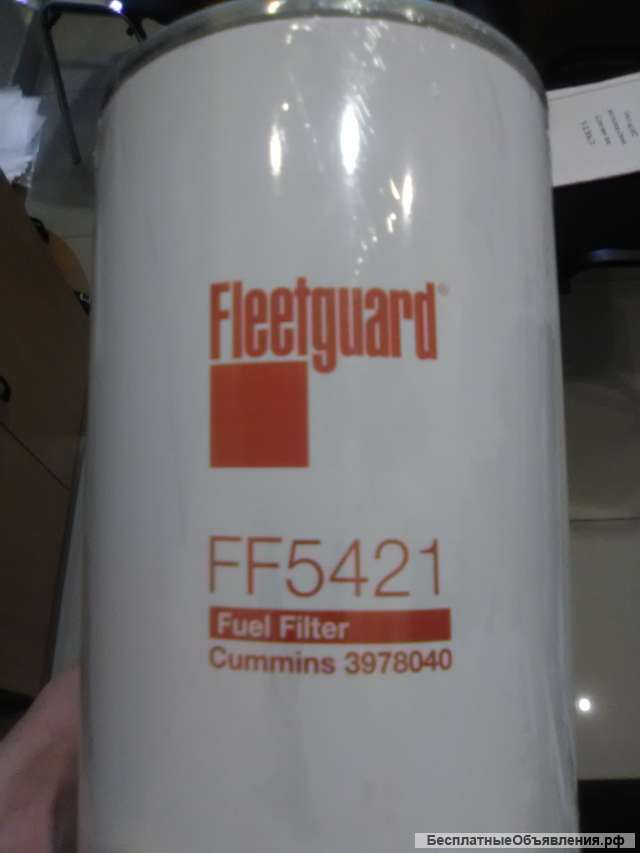 Fleetguard®
FF5421
Fuel Filter
Cummins 3978040
БесплатныеОбъявления.рф